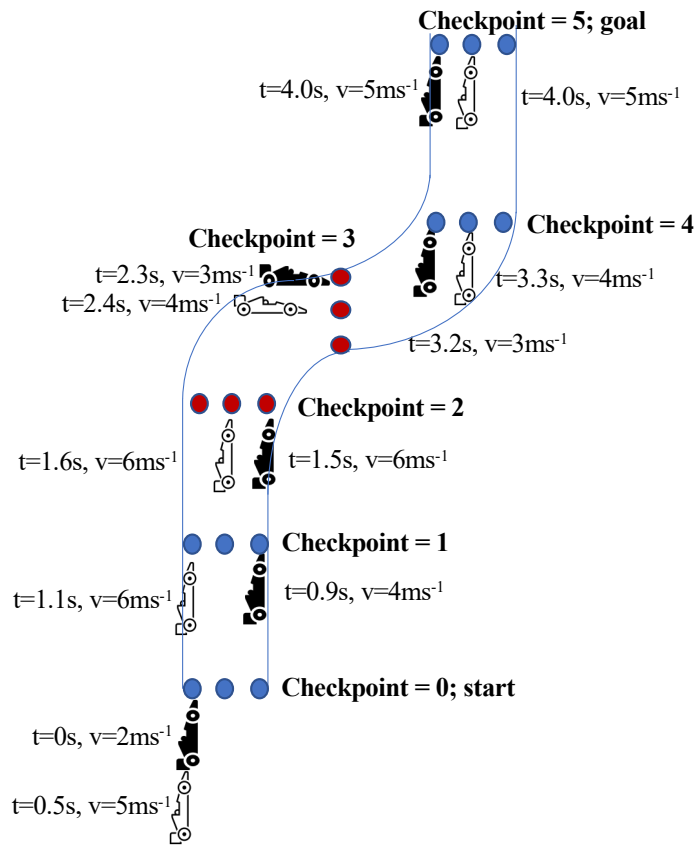 Checkpoint = 5; goal
t=4.0s, v=5ms⁻¹
t=4.0s, v=5ms⁻¹
Checkpoint = 4
Checkpoint = 3
t=2.3s, v=3ms⁻¹
t=2.4s, v=4ms⁻¹
t=3.3s, v=4ms⁻¹
t=3.2s, v=3ms⁻¹
Checkpoint = 2
t=1.6s, v=6ms⁻¹
t=1.5s, v=6ms⁻¹
Checkpoint = 1
t=1.1s, v=6ms⁻¹
t=0.9s, v=4ms⁻¹
Checkpoint = 0; start
t=0s, v=2ms⁻¹
t=0.5s, v=5ms⁻¹